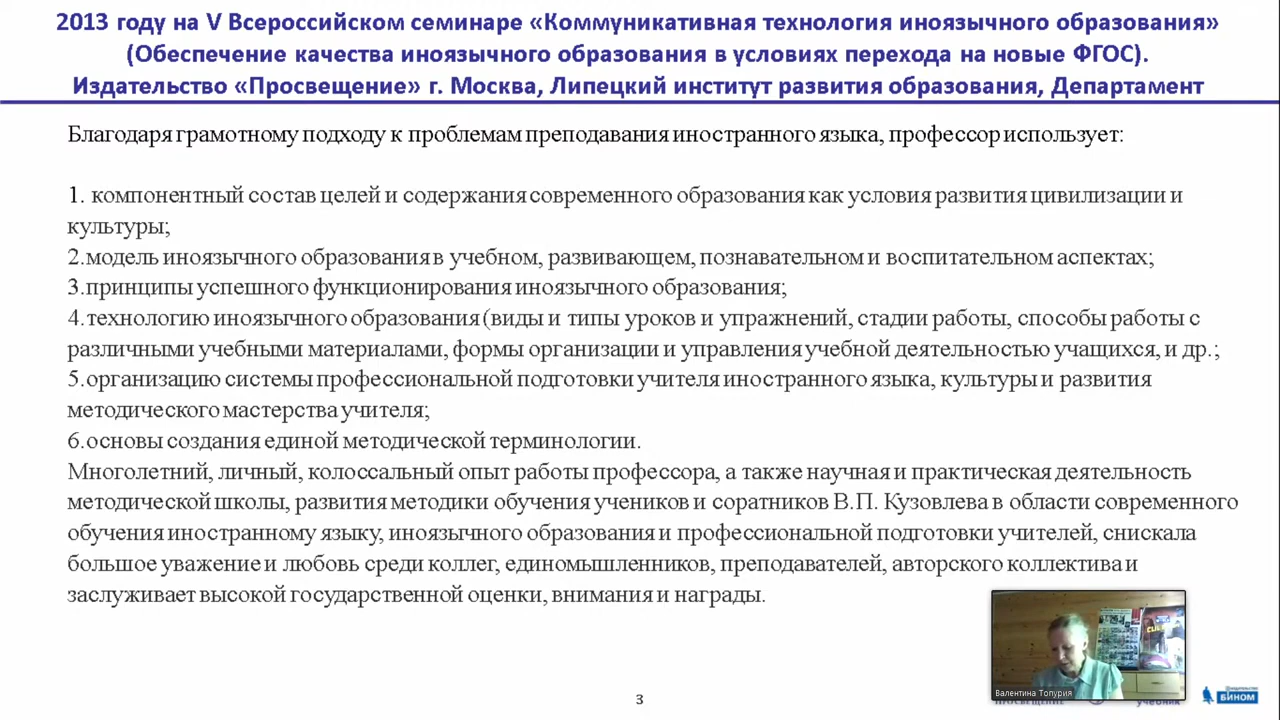 2013 году на V Всероссийском семинаре «Коммуникативная технология иноязычного образования»
(Обеспечение качества иноязычного образования в условиях перехода на новые ФГОС).
Издательство «Просвещение» г. Москва, Липецкий институт развития образования, Департамент
Благодаря грамотному подходу к проблемам преподавания иностранного языка, профессор использует:
1. компонентный состав целей и содержания современного образования как условия развития цивилизации и
культуры;
2.модель иноязычного образования в учебном, развивающем, познавательном и воспитательном аспектах;
3.принципы успешного функционирования иноязычного образования;
4.технологию иноязычного образования (виды и типы уроков и упражнений, стадии работы, способы работы с
различными учебными материалами, формы организации и управления учебной деятельностью учащихся, и др.;
5.организацию системы профессиональной подготовки учителя иностранного языка, культуры и развития
методического мастерства учителя;
6.основы создания единой методической терминологии.
Многолетний, личный, колоссальный опыт работы профессора, а также научная и практическая деятельность
методической школы, развития методики обучения учеников и соратников В.П. Кузовлева в области современного
обучения иностранному языку, иноязычного образования и профессиональной подготовки учителей, снискала
большое уважение и любовь среди коллег, единомышленников, преподавателей, авторского коллектива и
заслуживает высокой государственной оценки, внимания и награды.
Валентина Топурия
3
ПРОСВЕЩЕНИЕ
учебник
БИНОМ